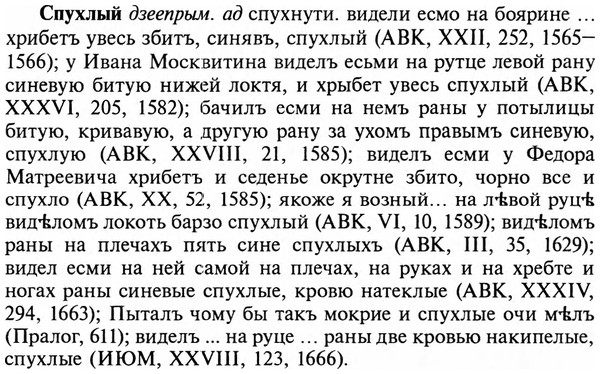 Спухлый дзеепрым. ад спухнути. видели есмо на боярине ...
хрибетъ увесь збитъ, синявъ, спухлый (АВК, XXII, 252, 1565—
1566); у Ивана Москвитина виделъ есьми на рутце левой рану
синевую битую нижей локтя, и хрыбет увесь спухлый (АВК,
XXXVI, 205, 1582); бачилъ есми на немъ раны у потылицы
битую, кривавую, а другую рану за ухомъ правымъ синевую,
спухлую (АВК, XXVIII, 21, 1585); виделъ есми у Федора
Матреевича хрибетъ и седенье окрутне збито, чорно все и
спухло (АВК, XX, 52, 1585); якоже я возный... на лѣвой руцѣ
видѣломъ локоть барзо спухлый (АВК, VI, 10, 1589); видѣломъ
раны на плечахъ пять сине спухлыхъ (АВК, III, 35, 1629);
видел есми на ней самой на плечах, на руках и на хребте и
ногах раны синевые спухлые, кровю натеклые (АВК, XXXIV,
294, 1663); Пыталъ чому бы такъ мокрие и спухлые очи мѣлъ
(Пралог, 611); виделъ ... на руце ... раны две кровью накипелые,
спухлые (ИЮМ, XXVIII, 123, 1666).